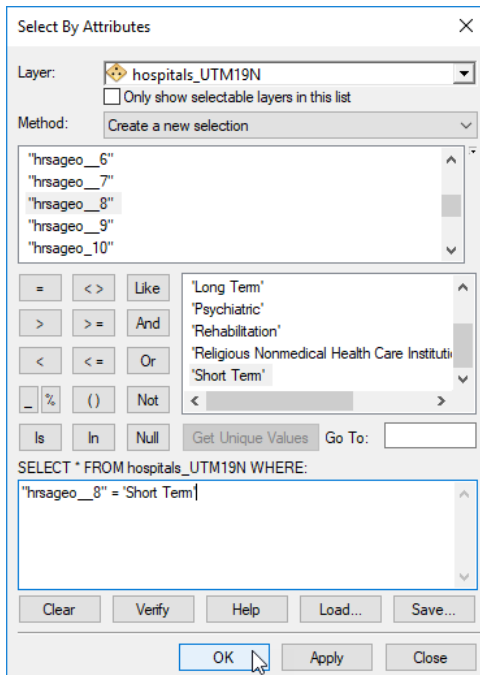 Select By Attributes
Layer: hospitals_UTM19N
Only show selectable layers in this list
Method: Create a new selection
"hrsageo__6"
"hrsageo__7"
"hrsageo__8"
"hrsageo__9"
"hrsageo_10"
= < > Like
> > = And
< < = Or
_ % ( ) Not
Is In Null
'Long Term'
'Psychiatric'
'Rehabilitation'
'Religious Nonmedical Health Care Instituti
'Short Term'
Get Unique Values Go To:
SELECT * FROM hospitals_UTM19N WHERE:
"hrsageo__8" = 'Short Term'
Clear Verify Help Load... Save...
OK Apply Close